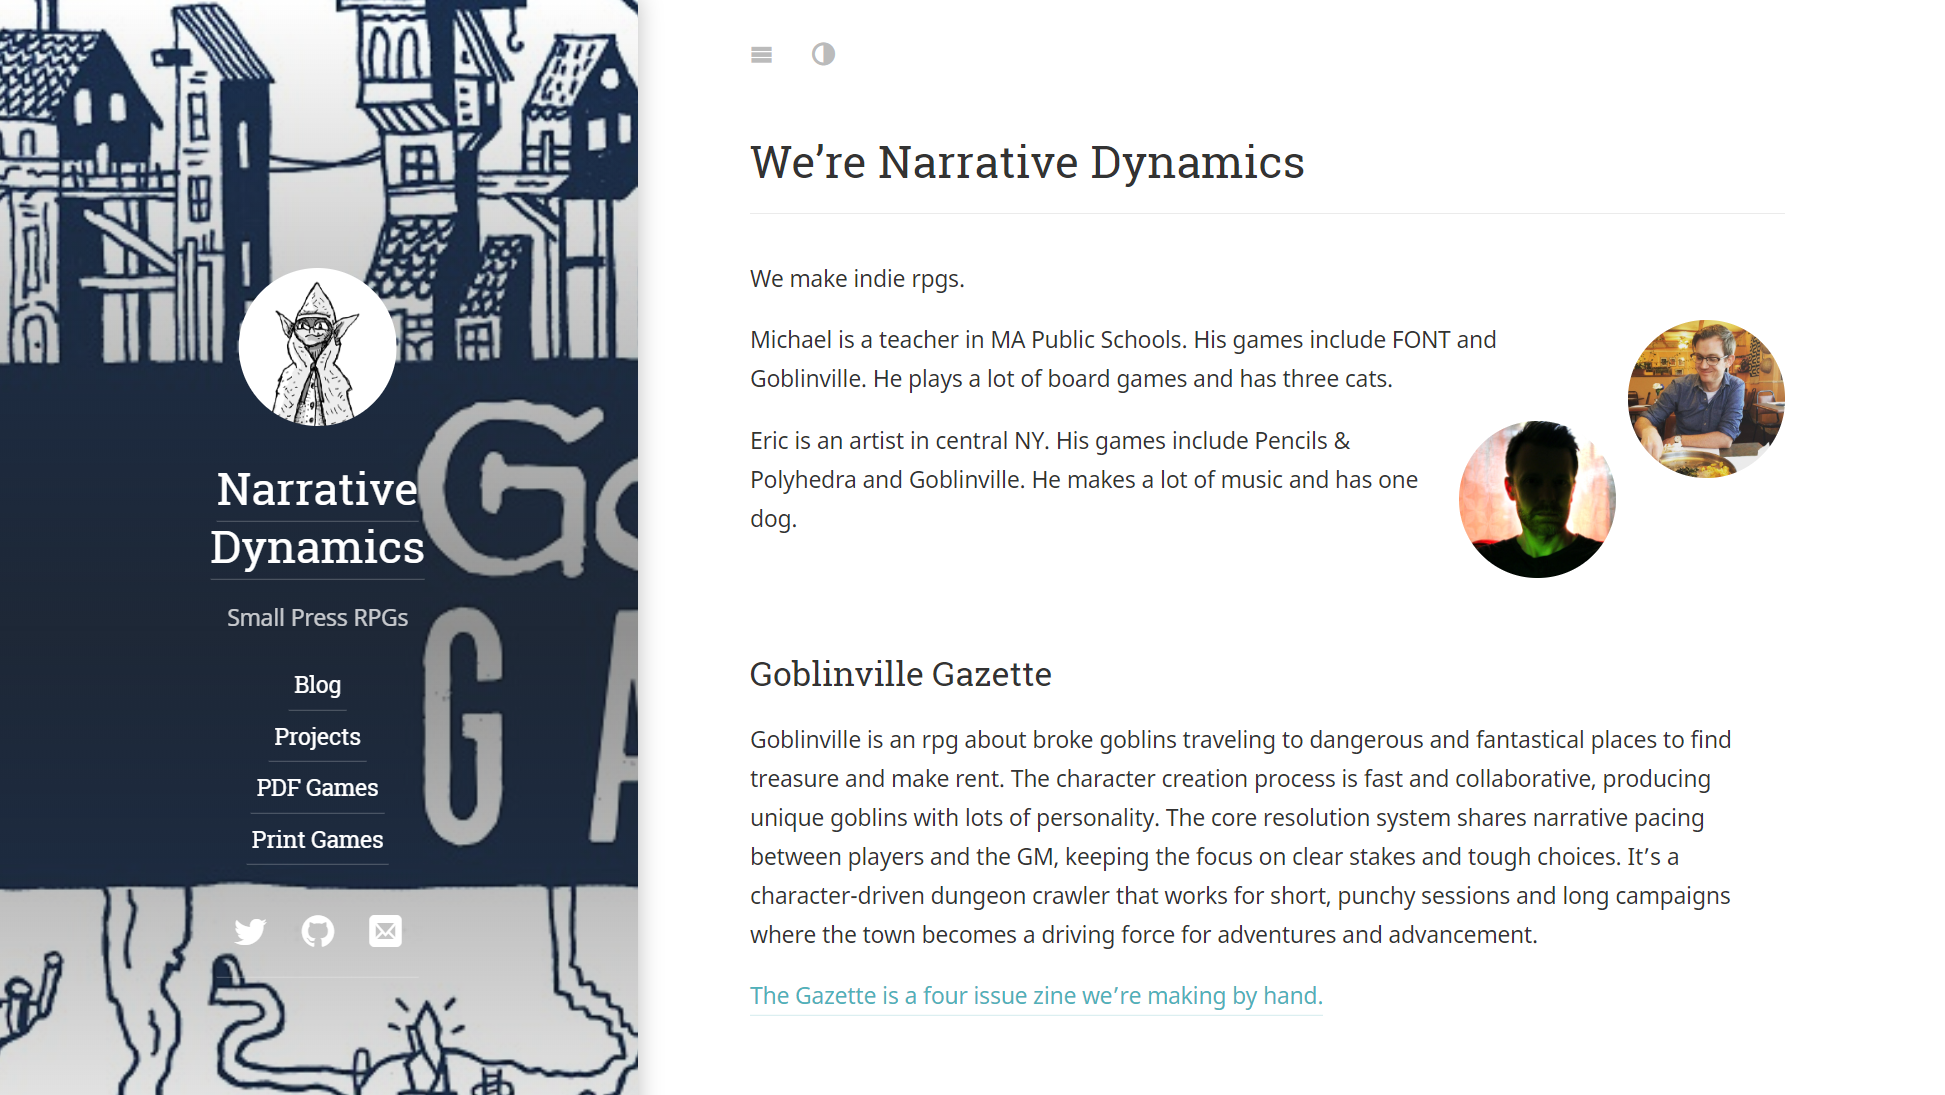 Narrative
Dynamics
Small Press RPGs
Blog
Projects
PDF Games
Print Games
Go
G A
We’re Narrative Dynamics
We make indie rpgs.
Michael is a teacher in MA Public Schools. His games include FONT and
Goblinville. He plays a lot of board games and has three cats.
Eric is an artist in central NY. His games include Pencils &
Polyhedra and Goblinville. He makes a lot of music and has one
dog.
Goblinville Gazette
Goblinville is an rpg about broke goblins traveling to dangerous and fantastical places to find
treasure and make rent. The character creation process is fast and collaborative, producing
unique goblins with lots of personality. The core resolution system shares narrative pacing
between players and the GM, keeping the focus on clear stakes and tough choices. It’s a
character-driven dungeon crawler that works for short, punchy sessions and long campaigns
where the town becomes a driving force for adventures and advancement.
The Gazette is a four issue zine we’re making by hand.